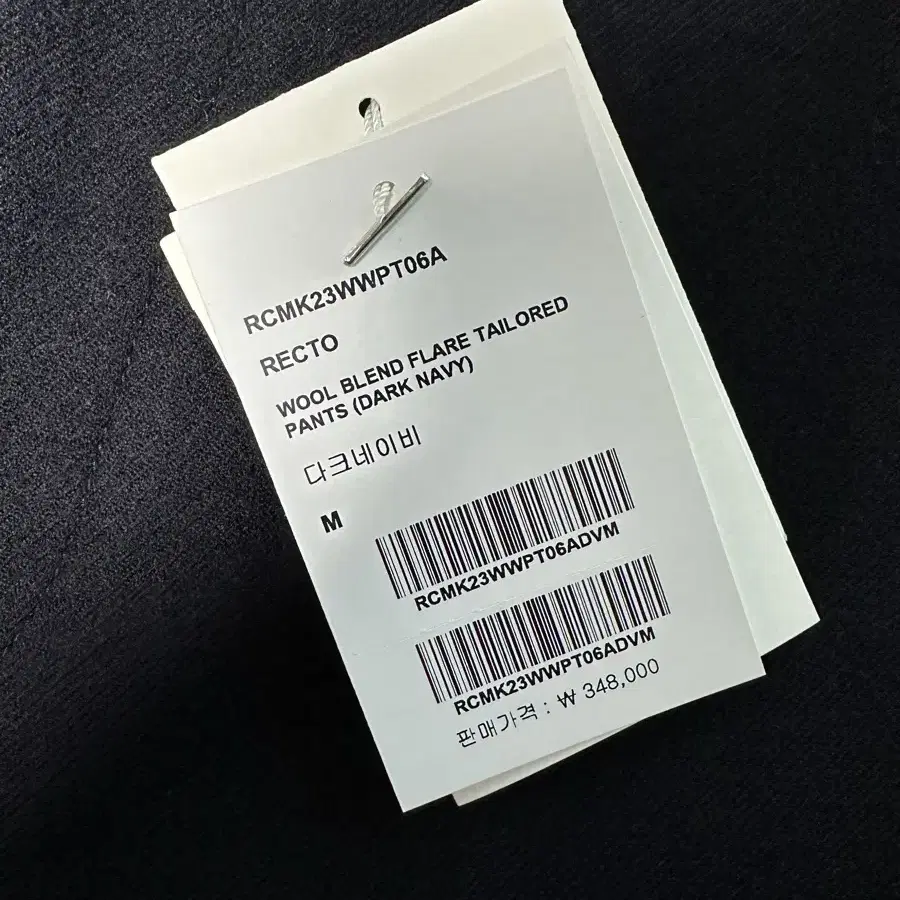 RCMK23WWPT06A
RECTO
WOOL BLEND FLARE TAILORED
PANTS (DARK NAVY)
다크네이비
M
RCMK23WWPT06ADVM
RCMK23WWPT06ADVM
판매가격 : ₩ 348,000